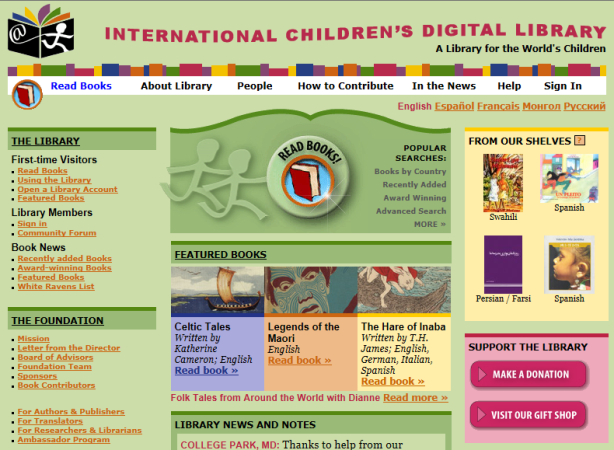 @
INTERNATIONAL CHILDREN'S DIGITAL LIBRARY
A Library for the World's Children
Read Books
About Library
People
How to Contribute
In the News
Help
Sign In
English Español Francais Монгол Русский
THE LIBRARY
First-time Visitors
Read Books
Using the Library
Open a Library Account
Featured Books
Library Members
Sign in
Community Forum
Book News
Recently added Books
Award-winning Books
Featured Books
White Ravens List
THE FOUNDATION
Mission
Letter from the Director
Board of Advisors
Foundation Team
Sponsors
Book Contributors
For Authors & Publishers
For Translators
For Researchers & Librarians
Ambassador Program
READ BOOKS!
POPULAR
SEARCHES:
Books by Country
Recently Added
Award Winning
Advanced Search
MORE »
FEATURED BOOKS
Celtic Tales
Written by
Katherine
Cameron; English
Read book »
Legends of the
Maori
English
Read book »
The Hare of Inaba
Written by T.H.
James; English,
German, Italian,
Spanish
Read book »
Folk Tales from Around the World with Dianne Read more »
LIBRARY NEWS AND NOTES
COLLEGE PARK, MD: Thanks to help from our
FROM OUR SHELVES ?
Swahili
Spanish
Persian / Farsi
Spanish
SUPPORT THE LIBRARY
MAKE A DONATION
VISIT OUR GIFT SHOP